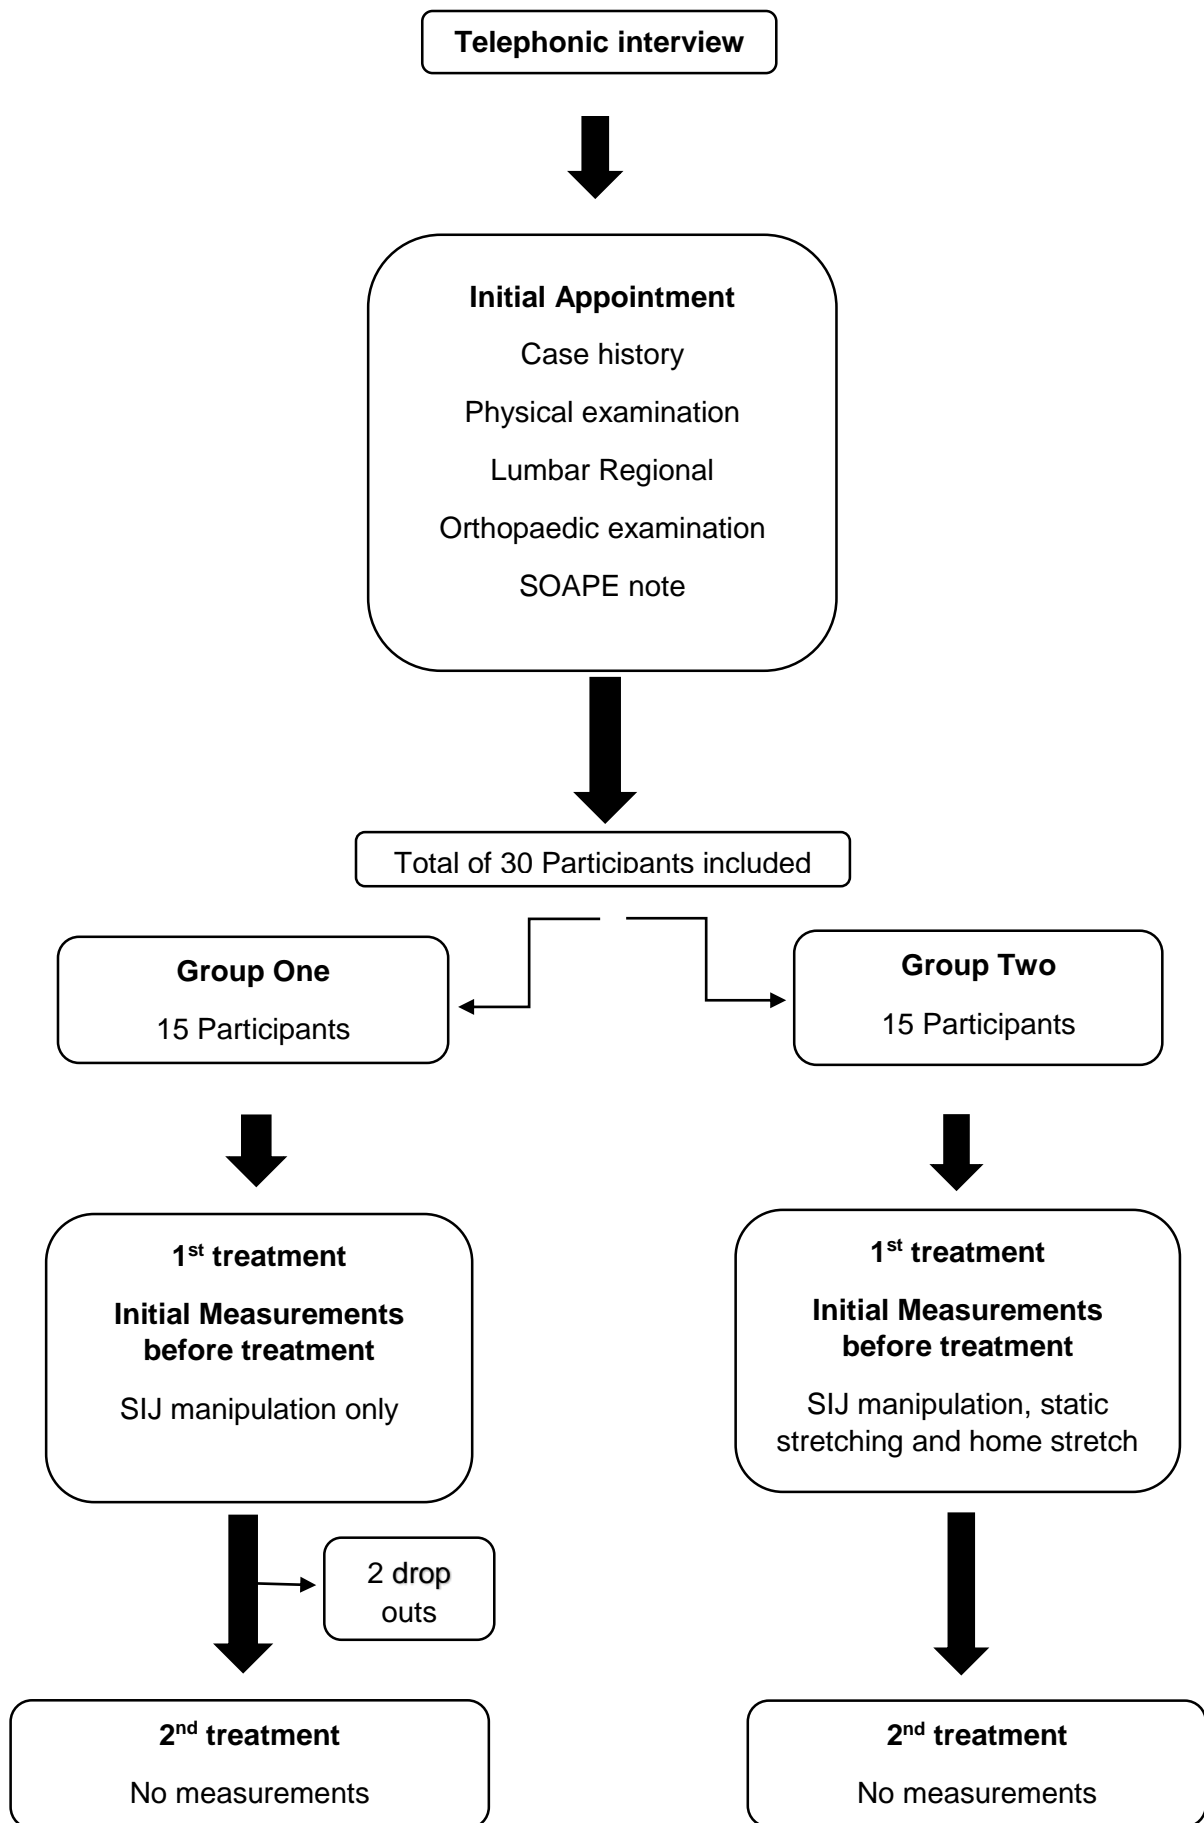 Telephonic interview
Initial Appointment
Case history
Physical examination
Lumbar Regional
Orthopaedic examination
SOAPE note
Total of 30 Participants included
Group One
15 Participants
Group Two
15 Participants
1st treatment
Initial Measurements
before treatment
SIJ manipulation only
1st treatment
Initial Measurements
before treatment
SIJ manipulation, static
stretching and home stretch
2 drop
outs
2nd treatment
No measurements
2nd treatment
No measurements